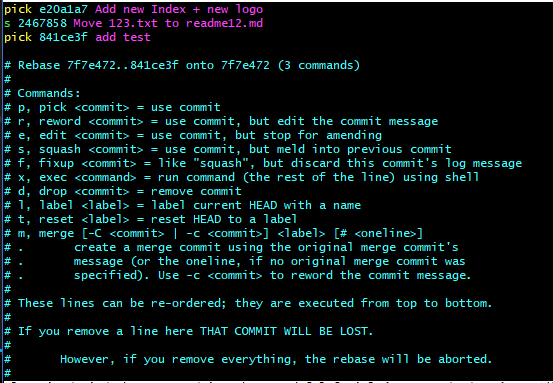 pick e20a1a7 Add new Index + new logo
s 2467858 Move 123.txt to readme12.md
pick 841ce3f add test

# Rebase 7f7e472..841ce3f onto 7f7e472 (3 commands)
#
# Commands:
# p, pick <commit> = use commit
# r, reword <commit> = use commit, but edit the commit message
# e, edit <commit> = use commit, but stop for amending
# s, squash <commit> = use commit, but meld into previous commit
# f, fixup <commit> = like "squash", but discard this commit's log message
# x, exec <command> = run command (the rest of the line) using shell
# d, drop <commit> = remove commit
# l, label <label> = label current HEAD with a name
# t, reset <label> = reset HEAD to a label
# m, merge [-C <commit> | -c <commit>] <label> [# <oneline>]
# .       create a merge commit using the original merge commit's
# .       message (or the oneline, if no original merge commit was
# .       specified). Use -c <commit> to reword the commit message.
#
# These lines can be re-ordered; they are executed from top to bottom.
#
# If you remove a line here THAT COMMIT WILL BE LOST.
#
#       However, if you remove everything, the rebase will be aborted.
#